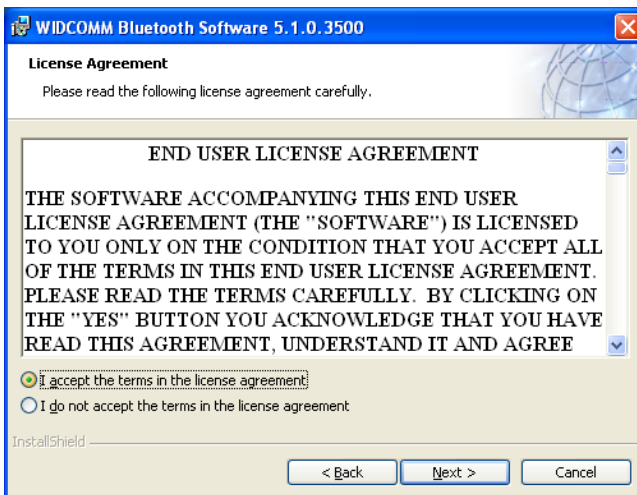 WIDCOMM Bluetooth Software 5.1.0.3500
License Agreement
Please read the following license agreement carefully.
END USER LICENSE AGREEMENT
THE SOFTWARE ACCOMPANYING THIS END USER
LICENSE AGREEMENT (THE "SOFTWARE") IS LICENSED
TO YOU ONLY ON THE CONDITION THAT YOU ACCEPT ALL
OF THE TERMS IN THIS END USER LICENSE AGREEMENT.
PLEASE READ THE TERMS CAREFULLY. BY CLICKING ON
THE "YES" BUTTON YOU ACKNOWLEDGE THAT YOU HAVE
READ THIS AGREEMENT, UNDERSTAND IT AND AGREE
I accept the terms in the license agreement
I do not accept the terms in the license agreement
InstallShield
< Back Next > Cancel